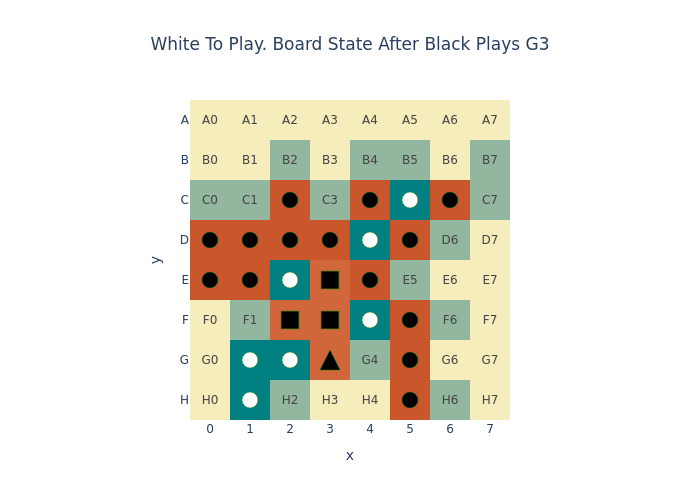 White To Play. Board State After Black Plays G3
A A0 A1 A2 A3 A4 A5 A6 A7
B B0 B1 B2 B3 B4 B5 B6 B7
C C0 C1 C3 C7
D D6 D7
E E5 E6 E7
F F0 F1 F6 F7
G G0 G4 G6 G7
H H0 H2 H3 H4 H6 H7
0 1 2 3 4 5 6 7
x
y